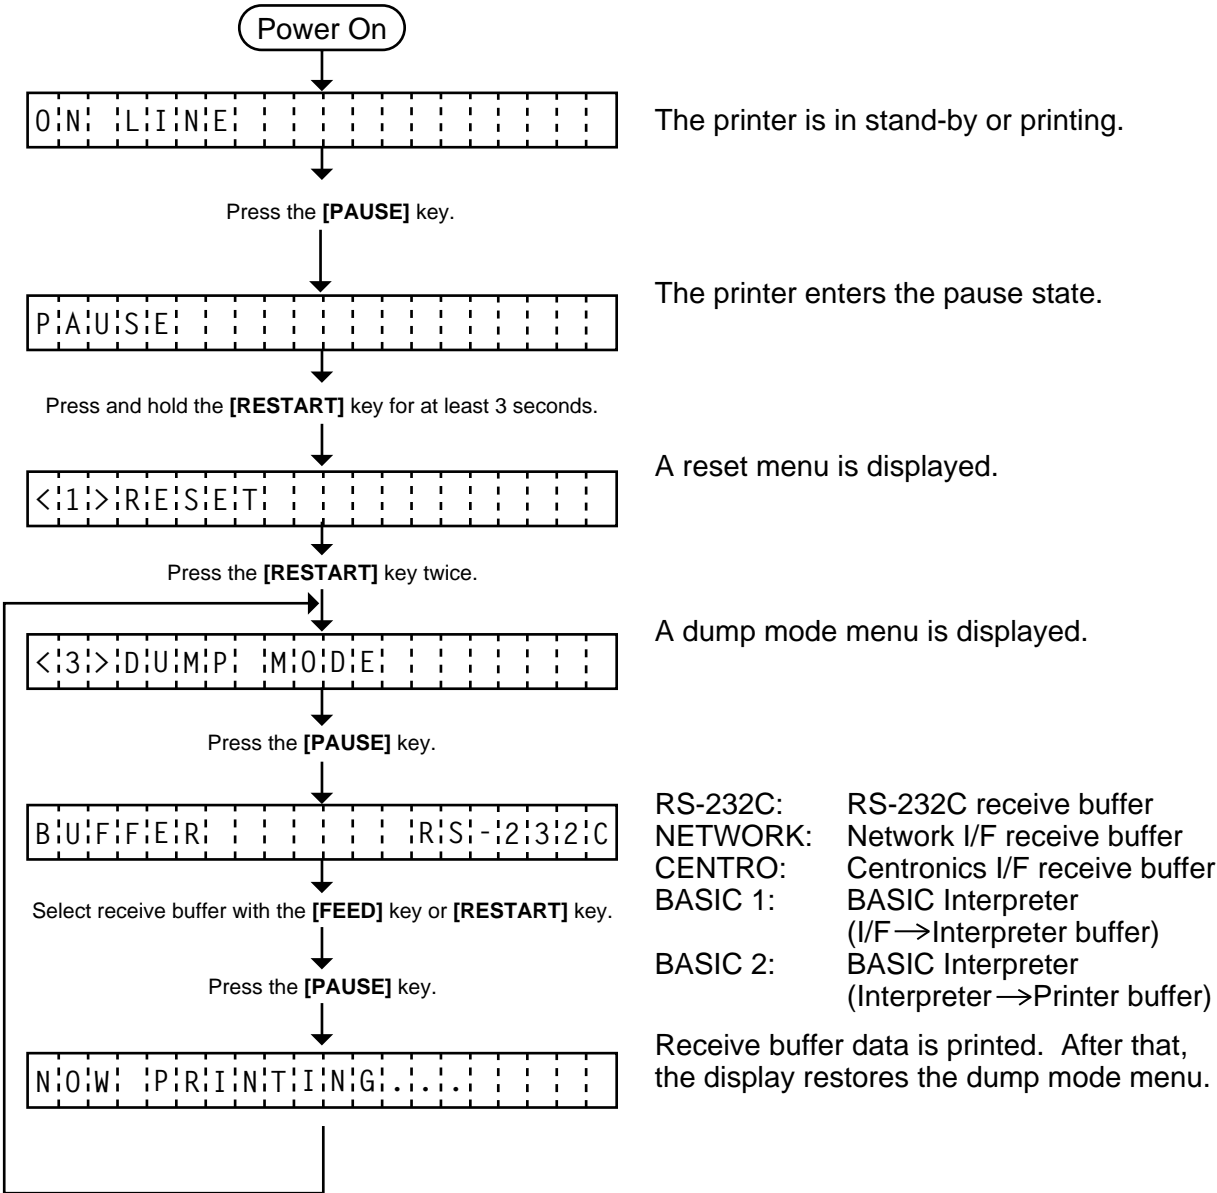 Power On
ON LINE
The printer is in stand-by or printing.
Press the [PAUSE] key.
PAUSE
The printer enters the pause state.
Press and hold the [RESTART] key for at least 3 seconds.
<1>RESET
A reset menu is displayed.
Press the [RESTART] key twice.
<3>DUMP MODE
A dump mode menu is displayed.
Press the [PAUSE] key.
BUFFER RS-232C
RS-232C: RS-232C receive buffer
NETWORK: Network I/F receive buffer
CENTRO: Centronics I/F receive buffer
BASIC 1: BASIC Interpreter
(I/F→Interpreter buffer)
BASIC 2: BASIC Interpreter
(Interpreter→Printer buffer)
Select receive buffer with the [FEED] key or [RESTART] key.
Press the [PAUSE] key.
NOW PRINTING...
Receive buffer data is printed. After that,
the display restores the dump mode menu.